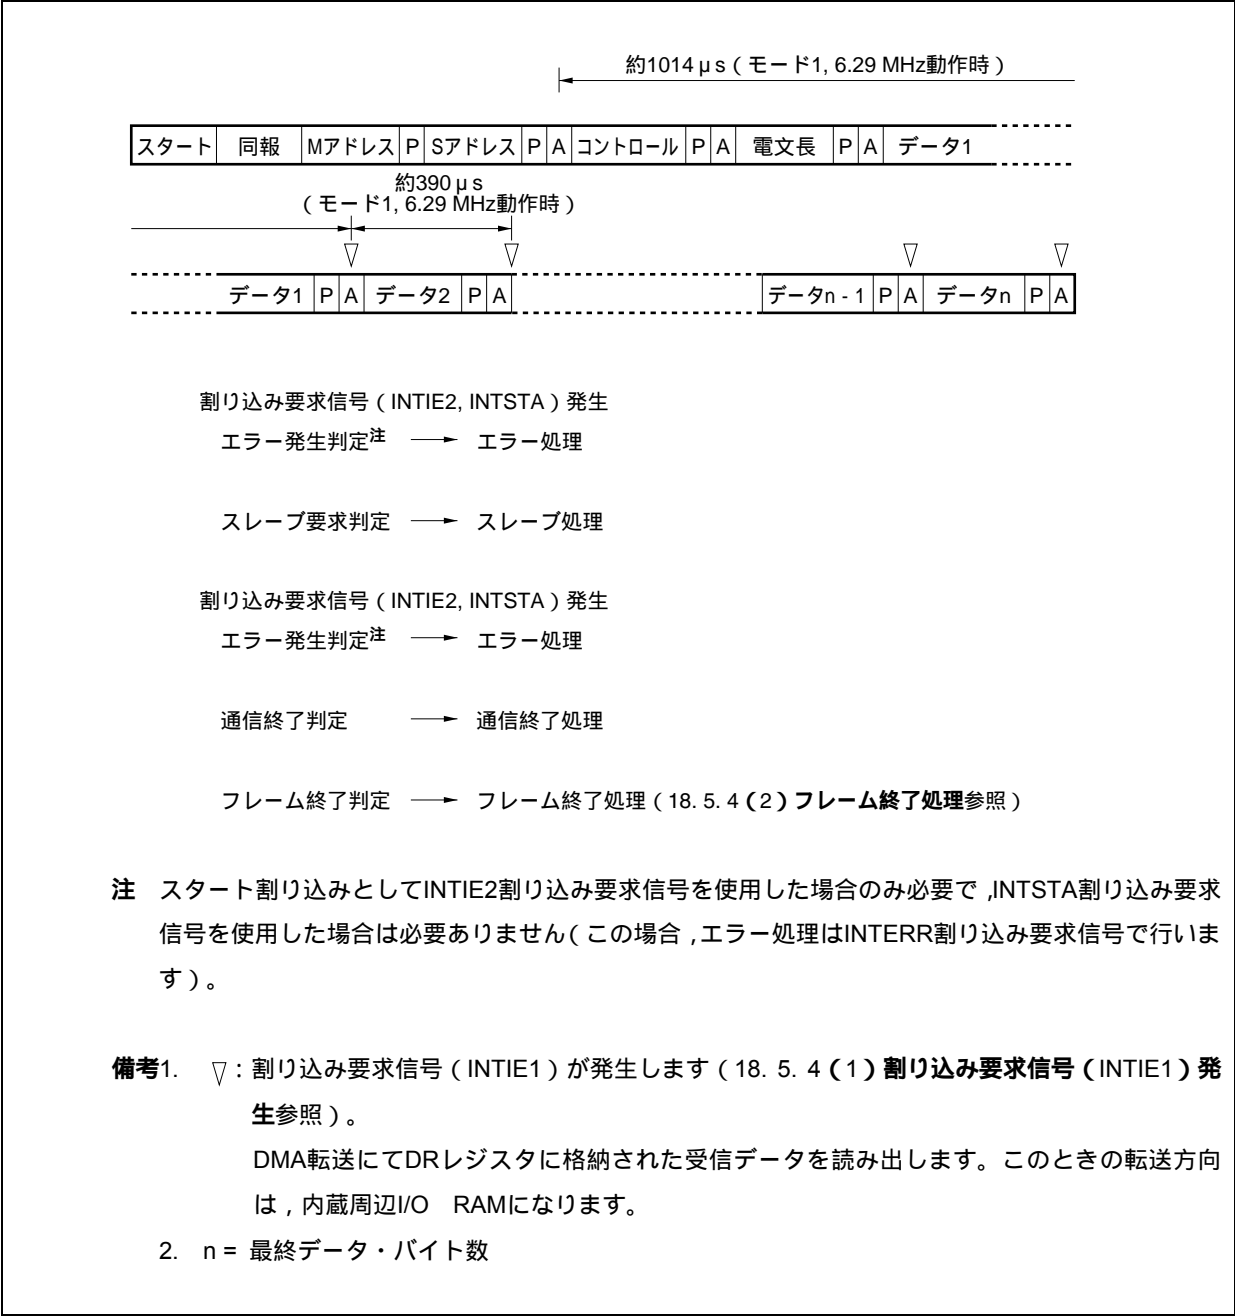 約1014 μs（モード1, 6.29 MHz動作時）
スタート 同報 Mアドレス P Sアドレス P A コントロール P A 電文長 P A データ1
約390 μs
（モード1, 6.29 MHz動作時）
データ1 P A データ2 P A データn - 1 P A データn P A
割り込み要求信号（INTIE2, INTSTA）発生
エラー発生判定注 → エラー処理
スレーブ要求判定 → スレーブ処理
割り込み要求信号（INTIE2, INTSTA）発生
エラー発生判定注 → エラー処理
通信終了判定 → 通信終了処理
フレーム終了判定 → フレーム終了処理（18. 5. 4（2）フレーム終了処理参照）
注 スタート割り込みとしてINTIE2割り込み要求信号を使用した場合のみ必要で,INTSTA割り込み要求
信号を使用した場合は必要ありません（この場合,エラー処理はINTERR割り込み要求信号で行いま
す）。
備考1. ▽：割り込み要求信号（INTIE1）が発生します（18. 5. 4（1）割り込み要求信号（INTIE1）発
生参照）。
DMA転送にてDRレジスタに格納された受信データを読み出します。このときの転送方向
は,内蔵周辺I/O RAMになります。
2. n = 最終データ・バイト数